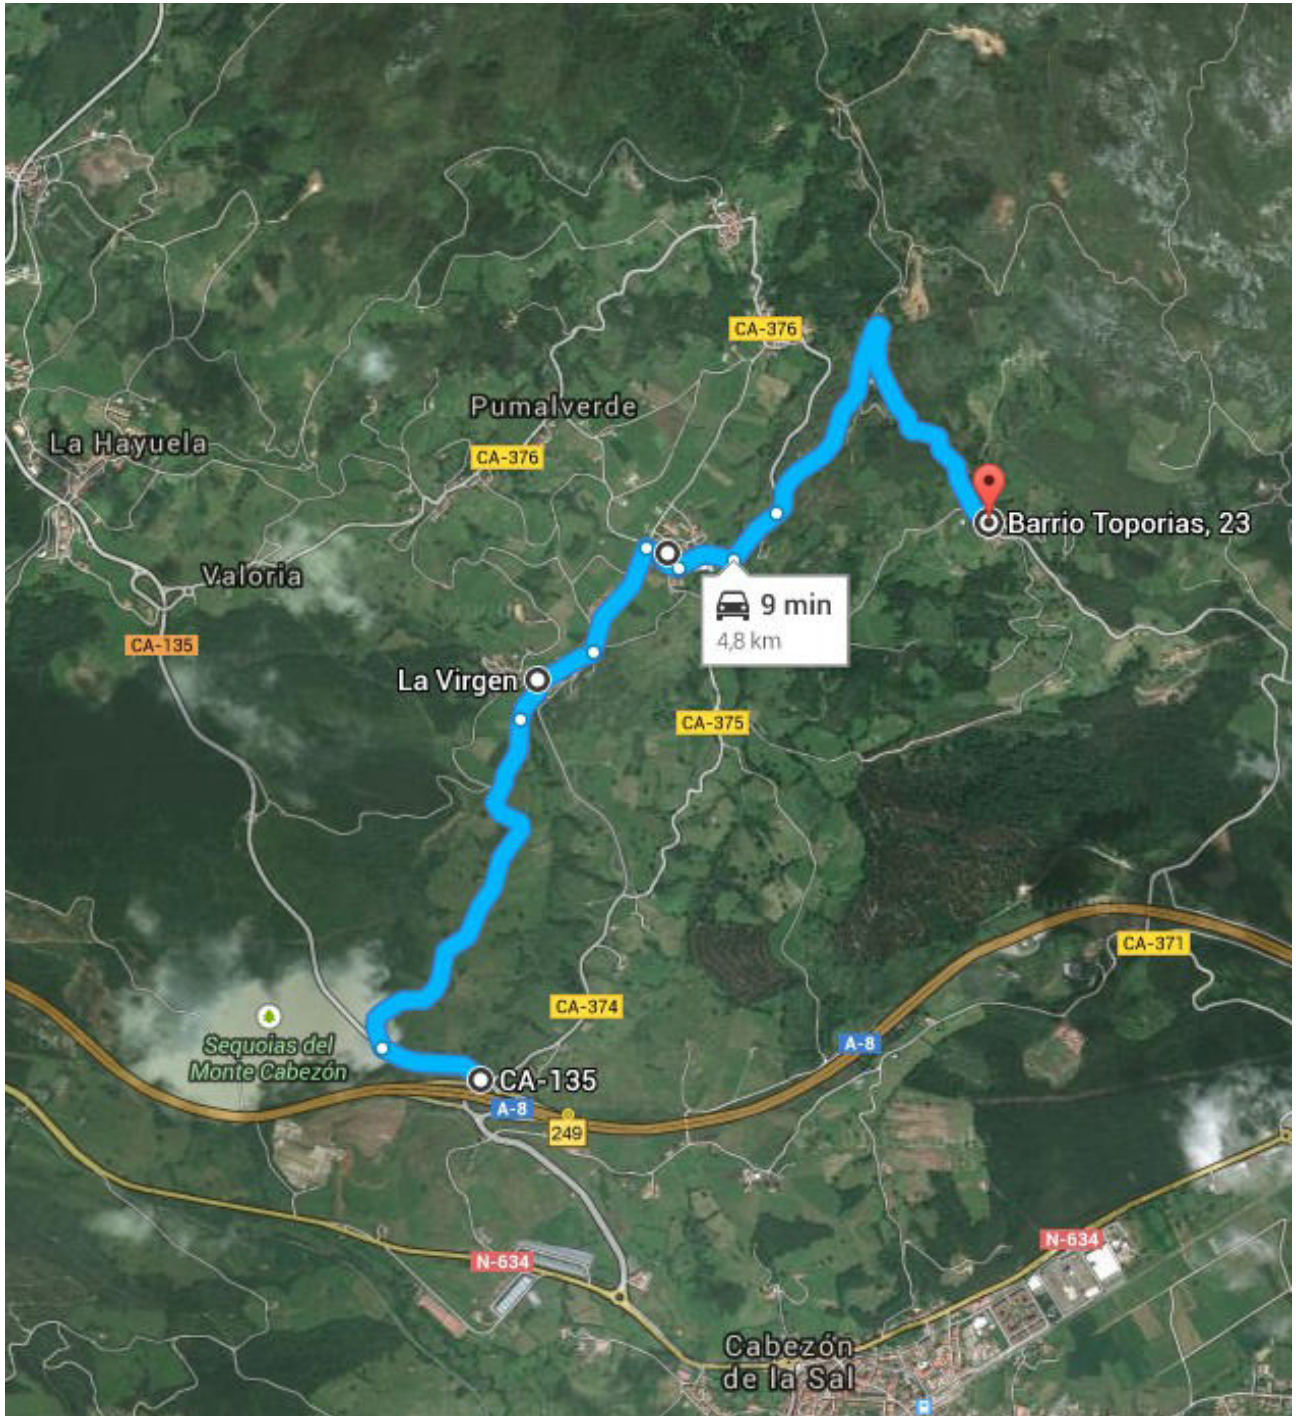 CA-376
Pumalverde
La Hayuela
CA-376
Barrio Toporias, 23
Valoria
9 min
4,8 km
CA-135
La Virgen
CA-375
CA-371
CA-374
Sequoias del
Monte Cabezón
A-8
CA-135
A-8
249
N-634
N-634
Cabezón
de la Sal